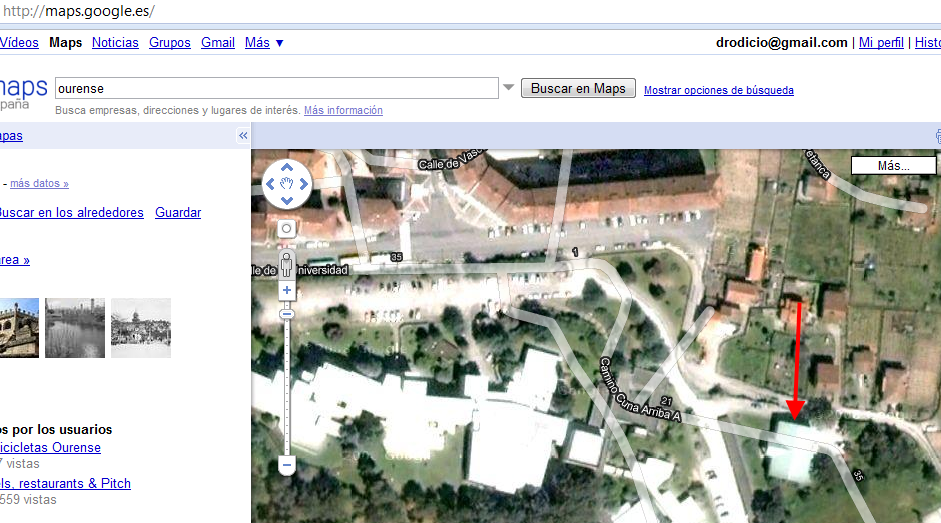 http://maps.google.es/
Vídeos Maps Noticias Grupos Gmail Más ▼ drodicio@gmail.com | Mi perfil | Histo
maps
spaña
ourense
Buscar en Maps
Mostrar opciones de búsqueda
Busca empresas, direcciones y lugares de interés. Más información
apas
«
Más...
- más datos »
Buscar en los alrededores Guardar
rea »
Calle de Vasc
etanca
35
1
lle de Universidad
Camino Cuna Arriba A
21
35
os por los usuarios
icicletas Ourense
7 vistas
ls, restaurants & Pitch
559 vistas